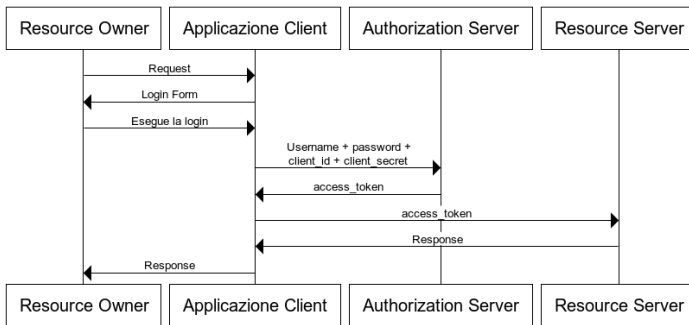 Resource Owner
Applicazione Client
Authorization Server
Resource Server
Request
Login Form
Esegue la login
Username + password +
client_id + client_secret
access_token
access_token
Response
Response
Resource Owner
Applicazione Client
Authorization Server
Resource Server